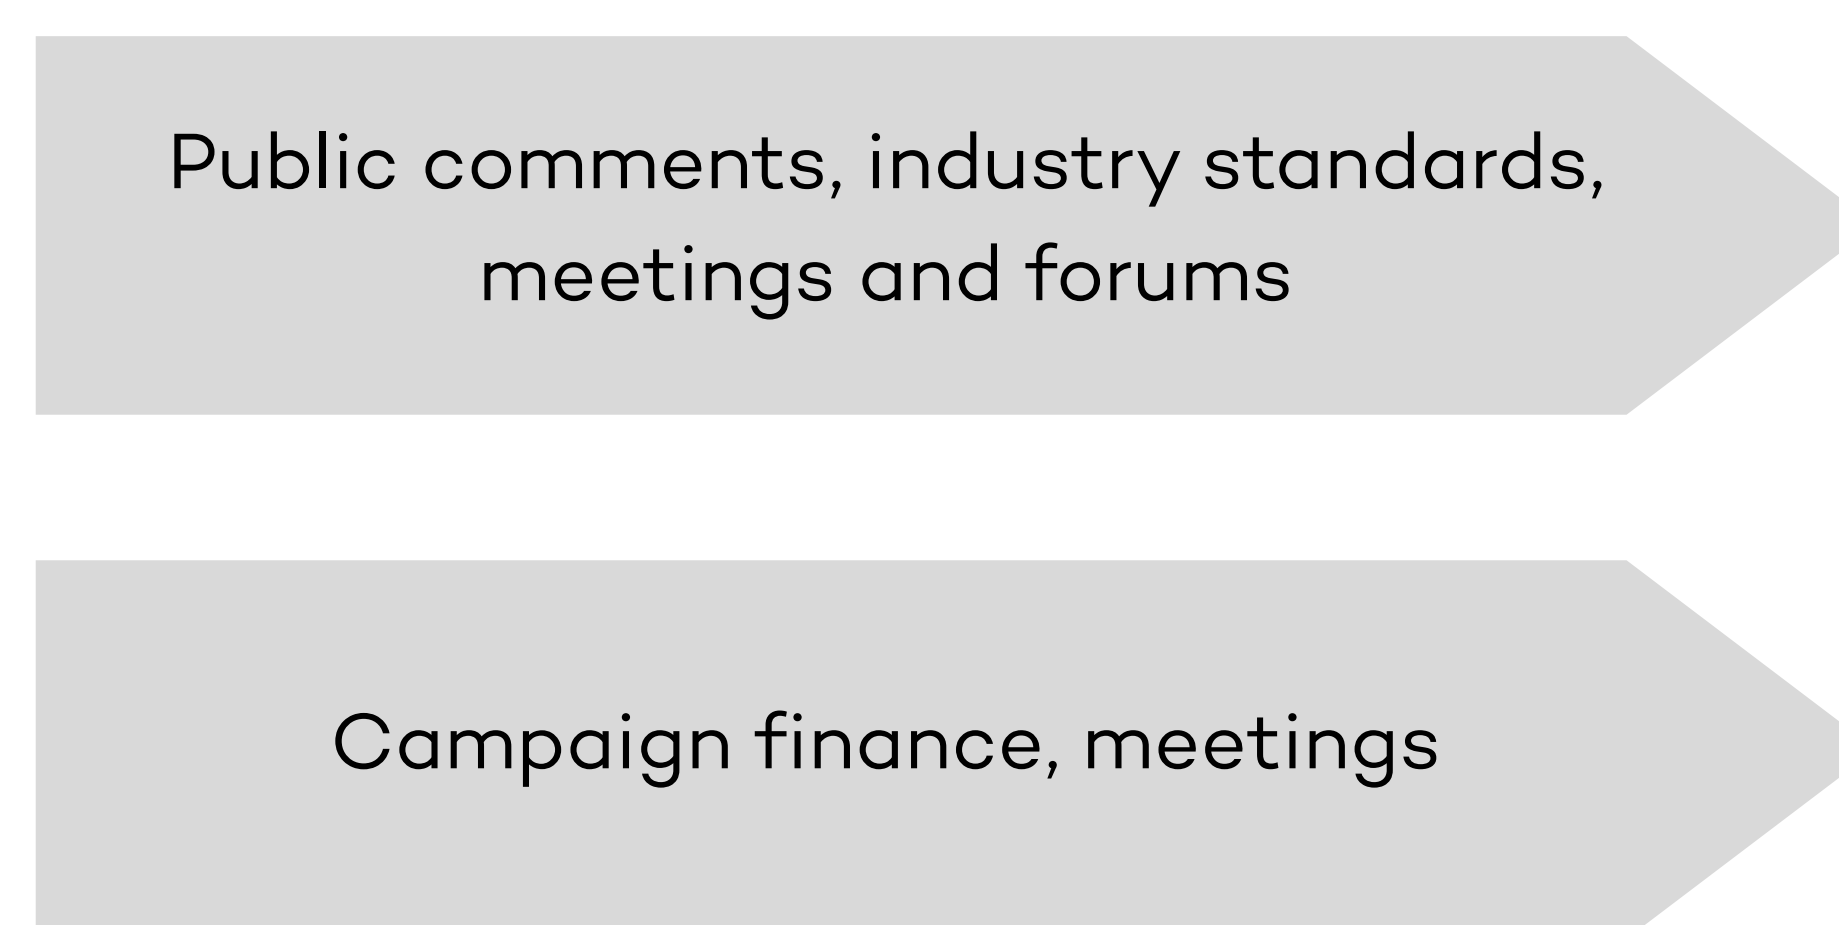 Public comments, industry standards,
meetings and forums
Campaign finance, meetings